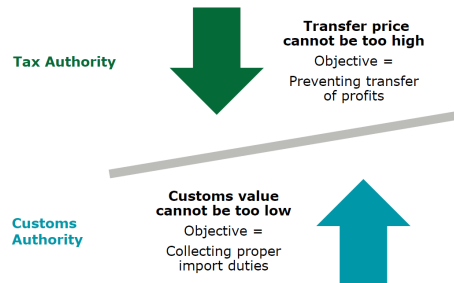 Transfer price
cannot be too high
Tax Authority
Objective =
Preventing transfer
of profits
Customs value
cannot be too low
Customs
Authority
Objective =
Collecting proper
import duties